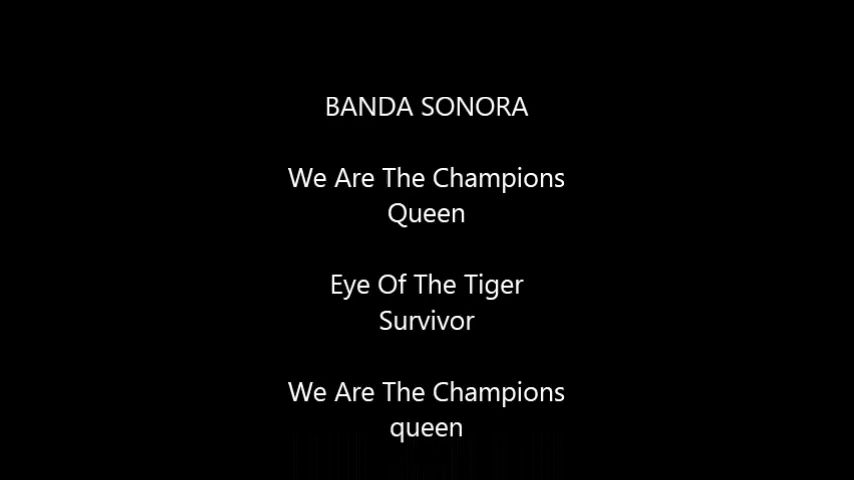 BANDA SONORA
We Are The Champions
Queen
Eye Of The Tiger
Survivor
We Are The Champions
queen